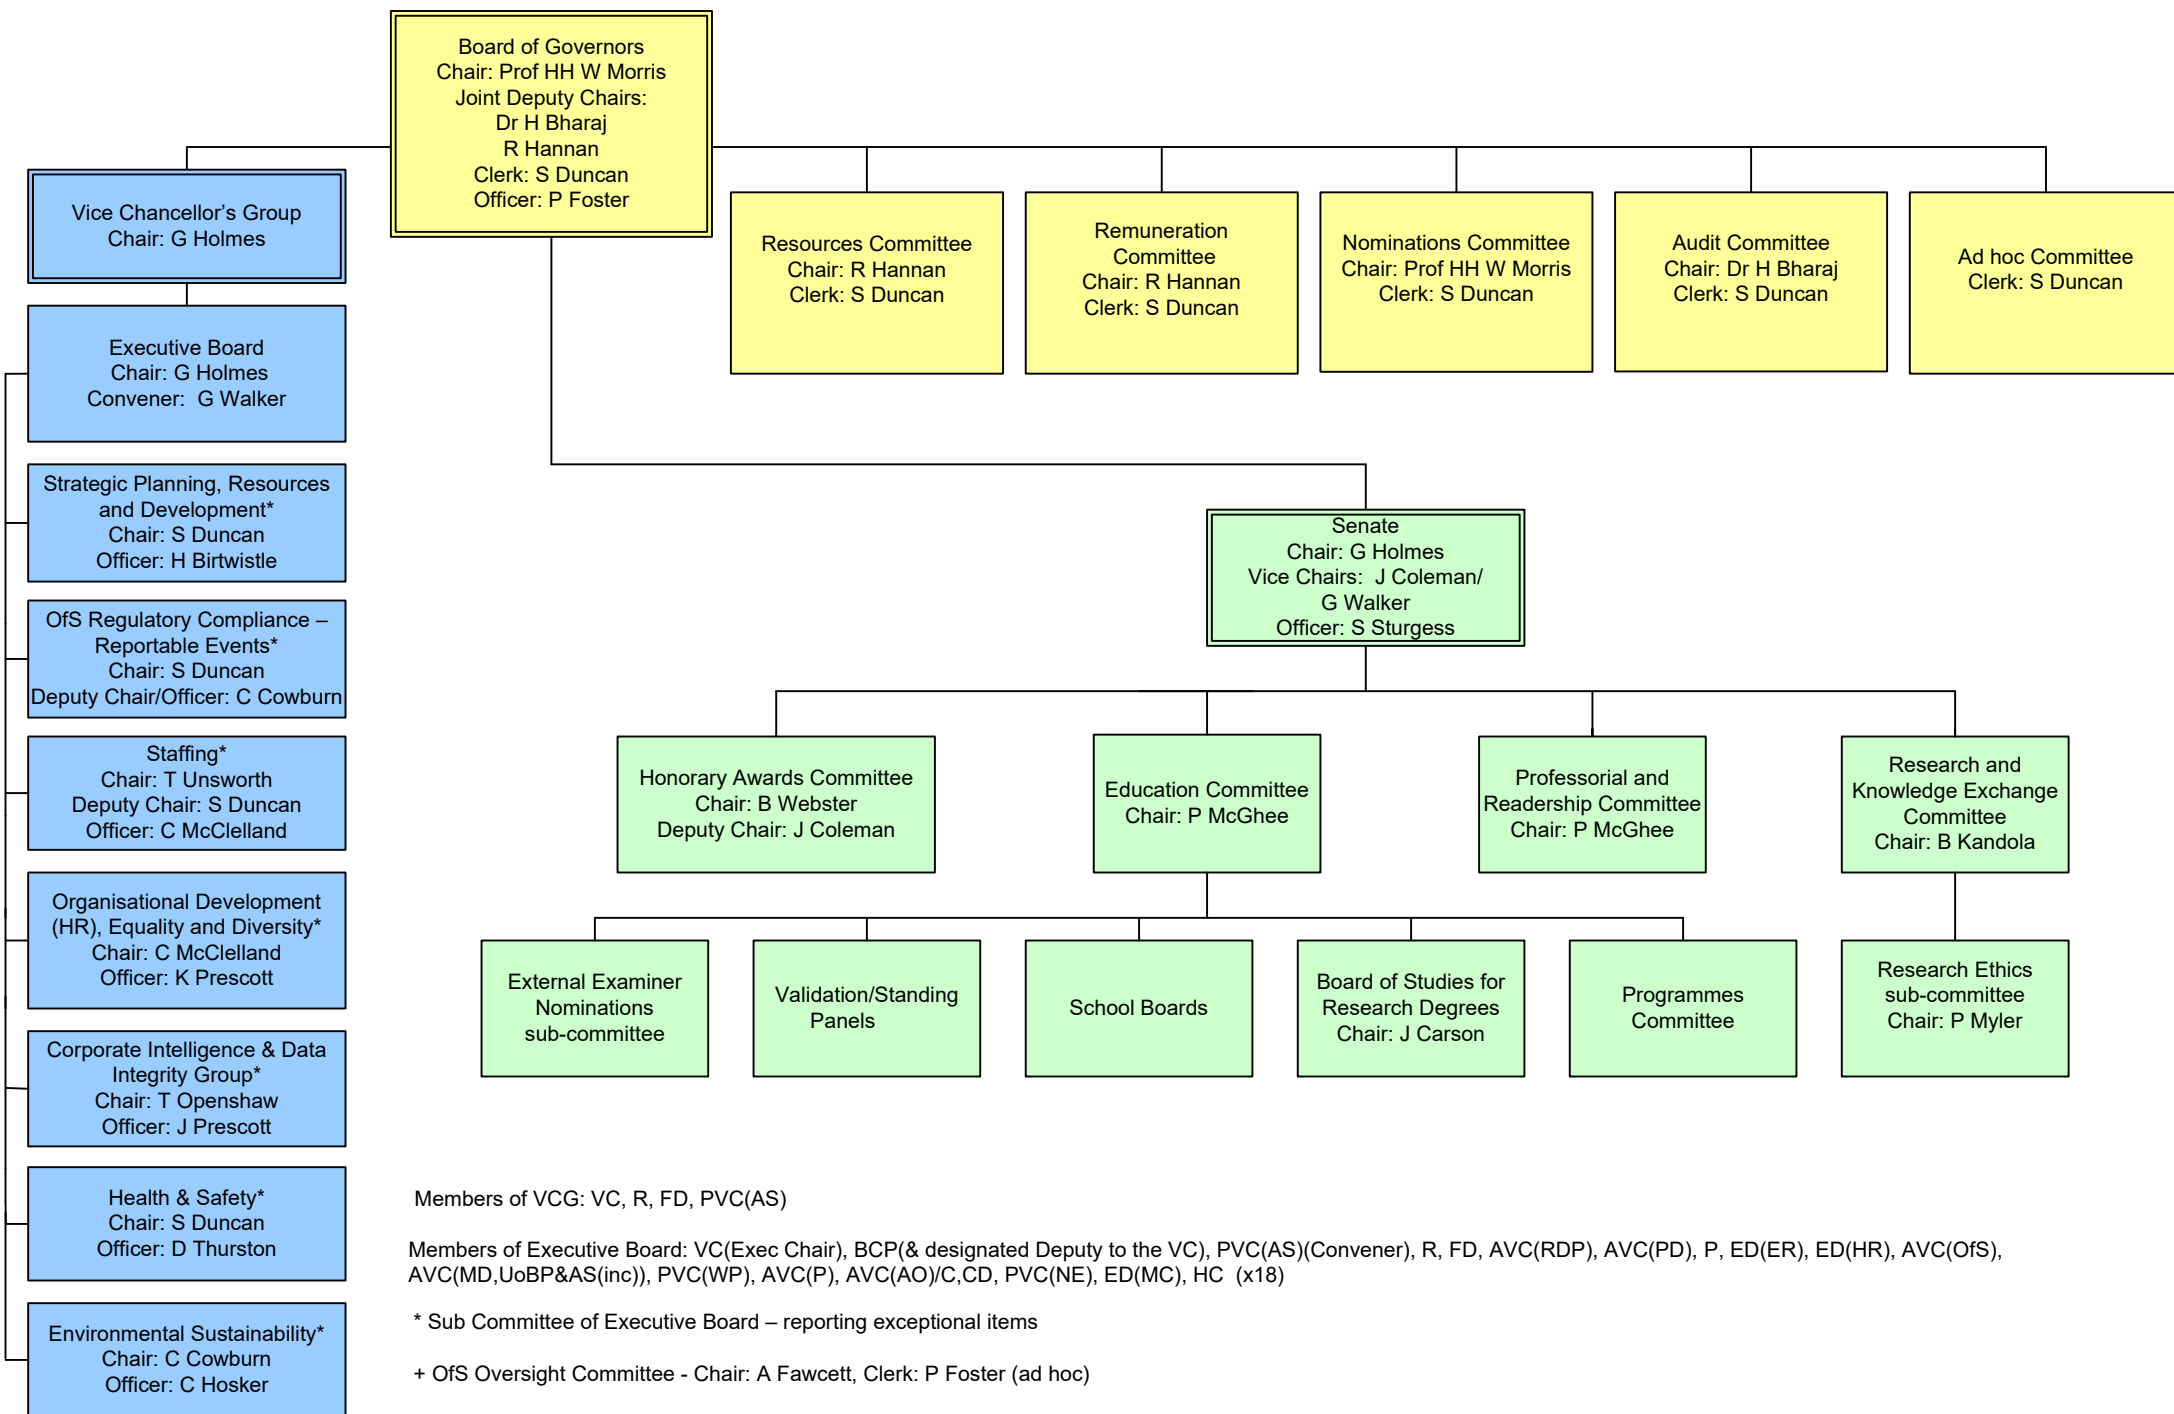 Board of Governors
Chair: Prof HH W Morris
Joint Deputy Chairs:
Dr H Bharaj
R Hannan
Clerk: S Duncan
Officer: P Foster
Vice Chancellor’s Group
Chair: G Holmes
Resources Committee
Chair: R Hannan
Clerk: S Duncan
Remuneration
Committee
Chair: R Hannan
Clerk: S Duncan
Nominations Committee
Chair: Prof HH W Morris
Clerk: S Duncan
Audit Committee
Chair: Dr H Bharaj
Clerk: S Duncan
Ad hoc Committee
Clerk: S Duncan
Executive Board
Chair: G Holmes
Convener:  G Walker
Strategic Planning, Resources
and Development*
Chair: S Duncan
Officer: H Birtwistle
OfS Regulatory Compliance –
Reportable Events*
Chair: S Duncan
Deputy Chair/Officer: C Cowburn
Staffing*
Chair: T Unsworth
Deputy Chair: S Duncan
Officer: C McClelland
Organisational Development
(HR), Equality and Diversity*
Chair: C McClelland
Officer: K Prescott
Corporate Intelligence & Data
Integrity Group*
Chair: T Openshaw
Officer: J Prescott
Health & Safety*
Chair: S Duncan
Officer: D Thurston
Environmental Sustainability*
Chair: C Cowburn
Officer: C Hosker
Senate
Chair: G Holmes
Vice Chairs:  J Coleman/
G Walker
Officer: S Sturgess
Honorary Awards Committee
Chair: B Webster
Deputy Chair: J Coleman
Education Committee
Chair: P McGhee
Professorial and
Readership Committee
Chair: P McGhee
Research and
Knowledge Exchange
Committee
Chair: B Kandola
External Examiner
Nominations
sub-committee
Validation/Standing
Panels
School Boards
Board of Studies for
Research Degrees
Chair: J Carson
Programmes
Committee
Research Ethics
sub-committee
Chair: P Myler
Members of VCG: VC, R, FD, PVC(AS)
Members of Executive Board: VC(Exec Chair), BCP(& designated Deputy to the VC), PVC(AS)(Convener), R, FD, AVC(RDP), AVC(PD), P, ED(ER), ED(HR), AVC(OfS),
AVC(MD,UoBP&AS(inc)), PVC(WP), AVC(P), AVC(AO)/C,CD, PVC(NE), ED(MC), HC  (x18)
* Sub Committee of Executive Board – reporting exceptional items
+ OfS Oversight Committee - Chair: A Fawcett, Clerk: P Foster (ad hoc)